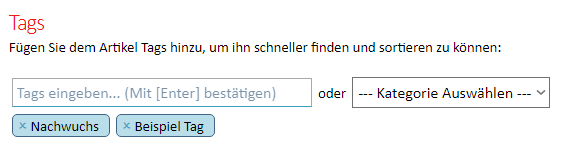 Tags
Fügen Sie dem Artikel Tags hinzu, um ihn schneller finden und sortieren zu können:
Tags eingeben... (Mit [Enter] bestätigen) oder --- Kategorie Auswählen ---
× Nachwuchs × Beispiel Tag